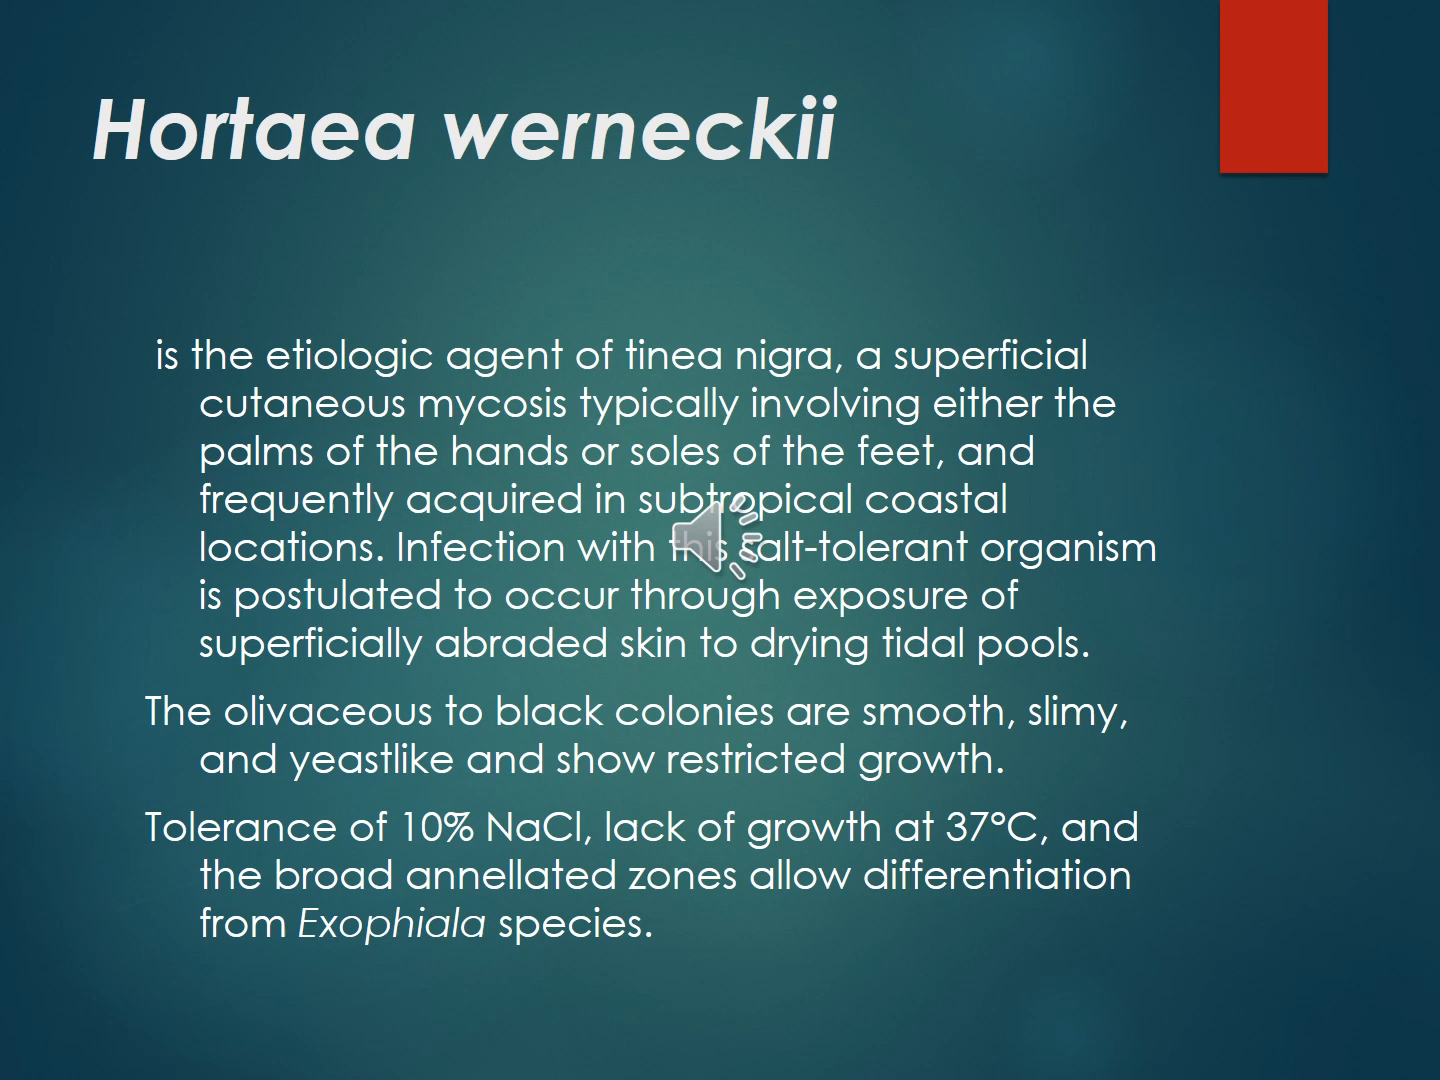 Hortaea werneckii
is the etiologic agent of tinea nigra, a superficial
cutaneous mycosis typically involving either the
palms of the hands or soles of the feet, and
frequently acquired in subtropical coastal
locations. Infection with this salt-tolerant organism
is postulated to occur through exposure of
superficially abraded skin to drying tidal pools.
The olivaceous to black colonies are smooth, slimy,
and yeastlike and show restricted growth.
Tolerance of 10% NaCl, lack of growth at 37°C, and
the broad annellated zones allow differentiation
from Exophiala species.